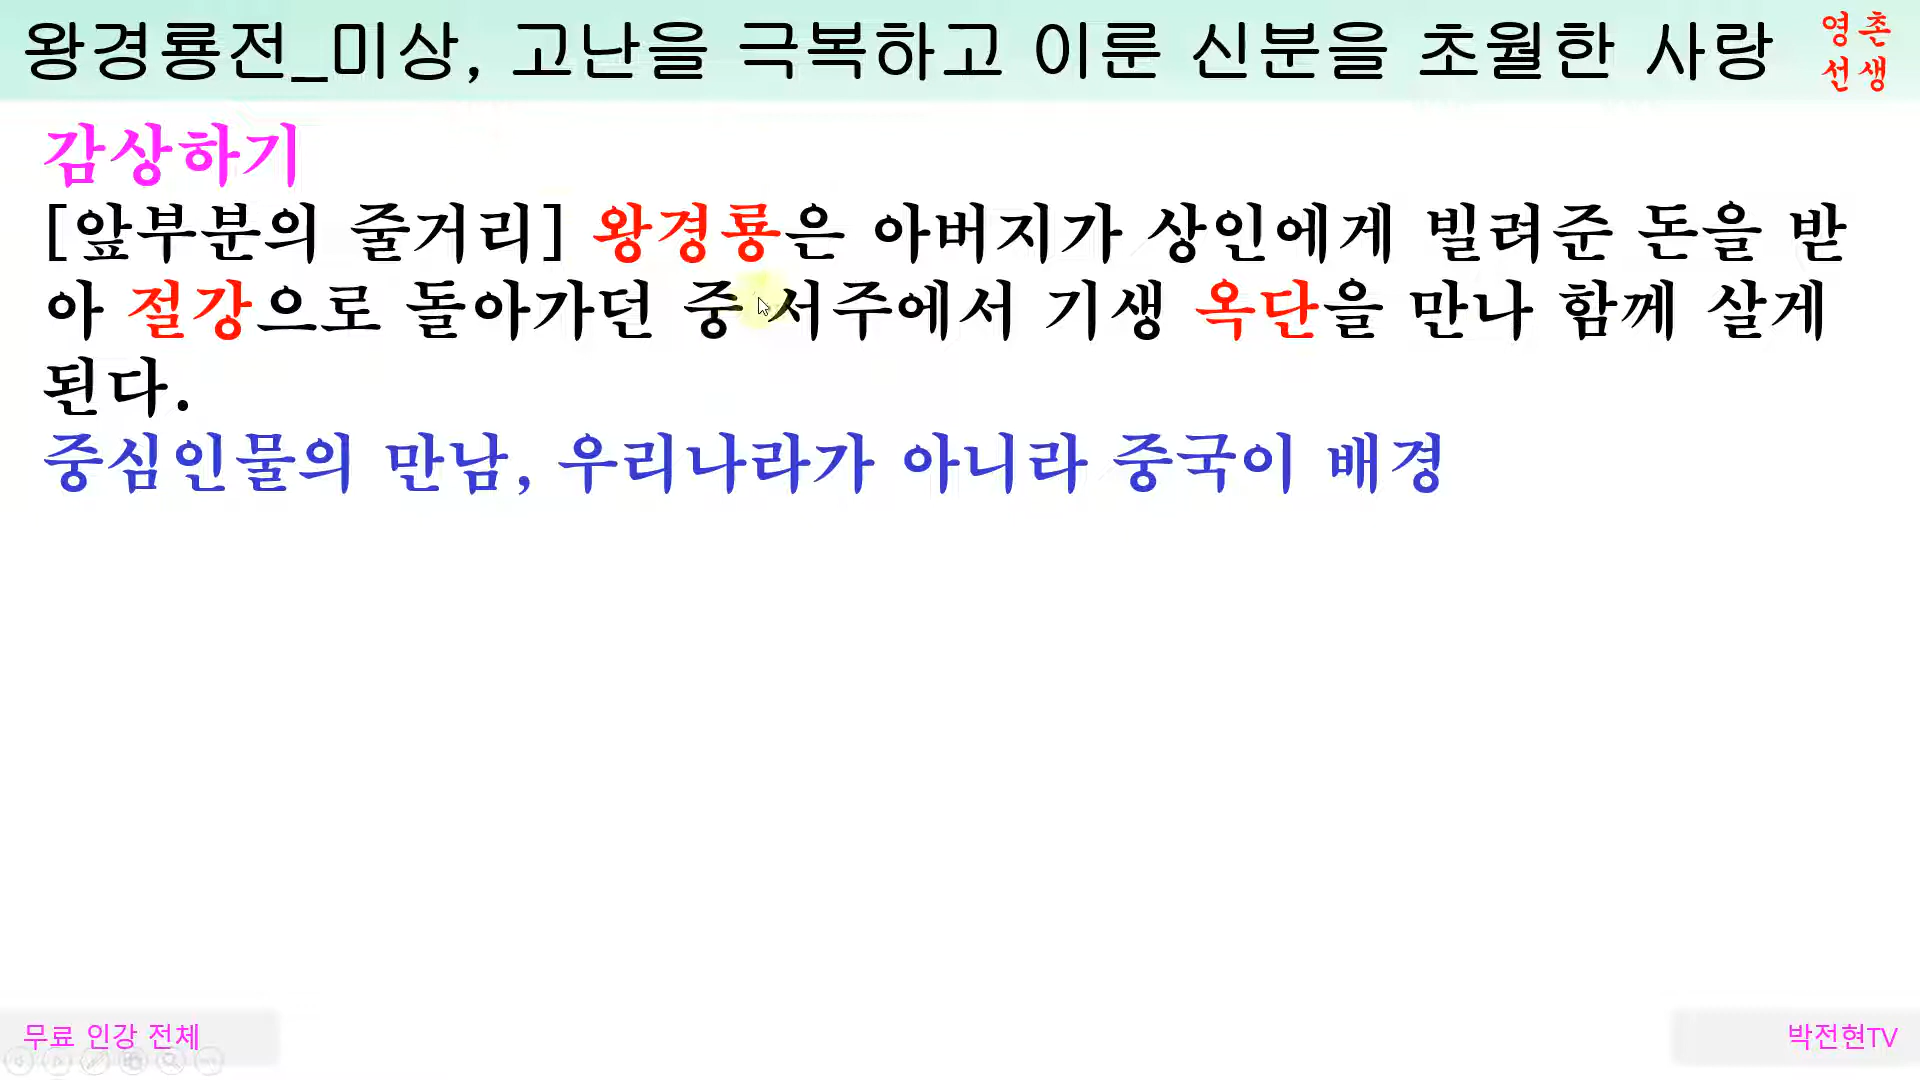 왕경룡전_미상, 고난을 극복하고 이룬 신분을 초월한 사랑
영촌
선생
감상하기
[앞부분의 줄거리] 왕경룡은 아버지가 상인에게 빌려준 돈을 받
아 절강으로 돌아가던 중 서주에서 기생 옥단을 만나 함께 살게
된다.
중심인물의 만남, 우리나라가 아니라 중국이 배경
무료 인강 전체
박전현TV